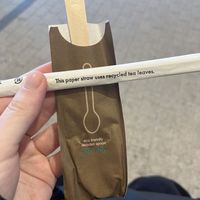 This paper straw uses recycled tea leaves.
eco friendly
wooden spoon